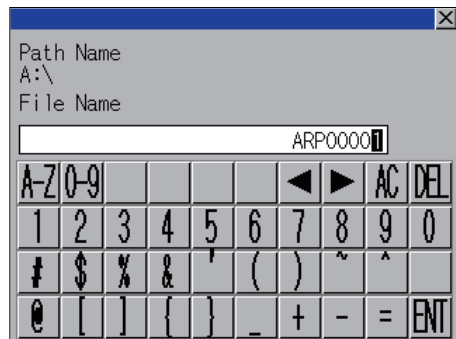 ×
Path Name
A:\
File Name
ARP00001
A-Z 0-9 ◀ ▶ AC DEL
1 2 3 4 5 6 7 8 9 0
# $ % & ' ( ) ~ ^
@ [ ] { } _ + - = ENT